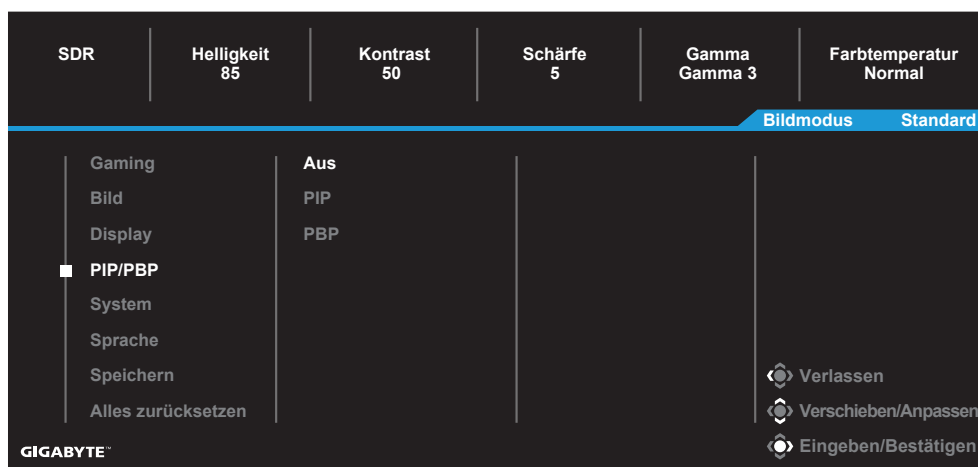 SDR
Helligkeit
85
Kontrast
50
Schärfe
5
Gamma
Gamma 3
Farbtemperatur
Normal
Bildmodus Standard
Gaming
Bild
Display
PIP/PBP
System
Sprache
Speichern
Alles zurücksetzen
Aus
PIP
PBP
Verlassen
Verschieben/Anpassen
Eingeben/Bestätigen
GIGABYTE™